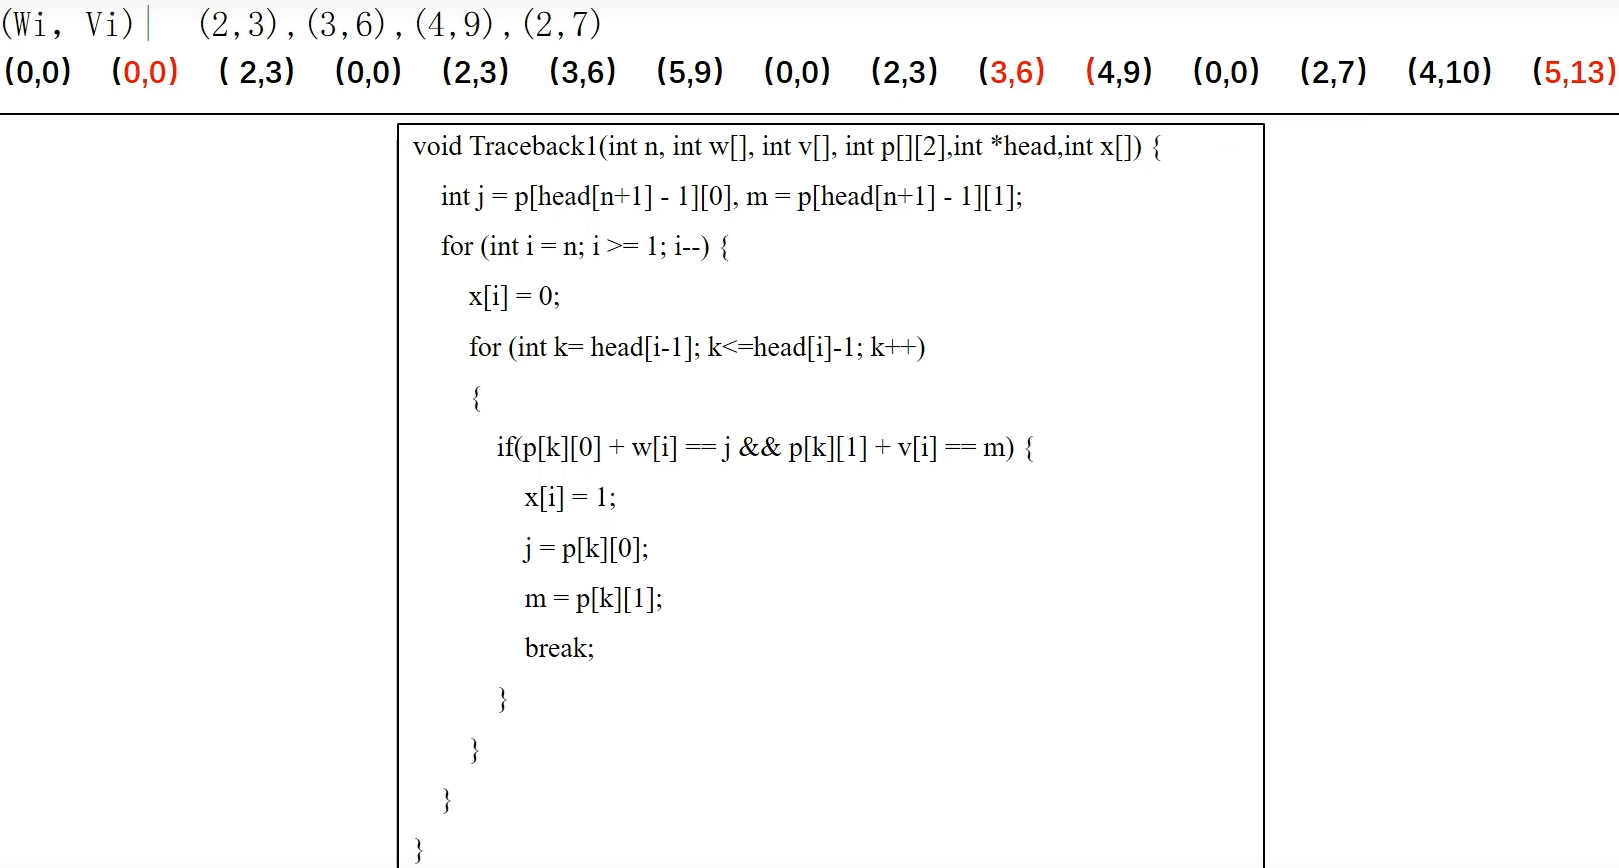 (Wi, Vi)| (2,3),(3,6),(4,9),(2,7)
(0,0) (0,0) ( 2,3) (0,0) (2,3) (3,6) (5,9) (0,0) (2,3) (3,6) (4,9) (0,0) (2,7) (4,10) (5,13)
void Traceback1(int n, int w[], int v[], int p[][2],int *head,int x[]) {
int j = p[head[n+1] - 1][0], m = p[head[n+1] - 1][1];
for (int i = n; i >= 1; i--) {
x[i] = 0;
for (int k= head[i-1]; k<=head[i]-1; k++)
{
if(p[k][0] + w[i] == j && p[k][1] + v[i] == m) {
x[i] = 1;
j = p[k][0];
m = p[k][1];
break;
}
}
}
}